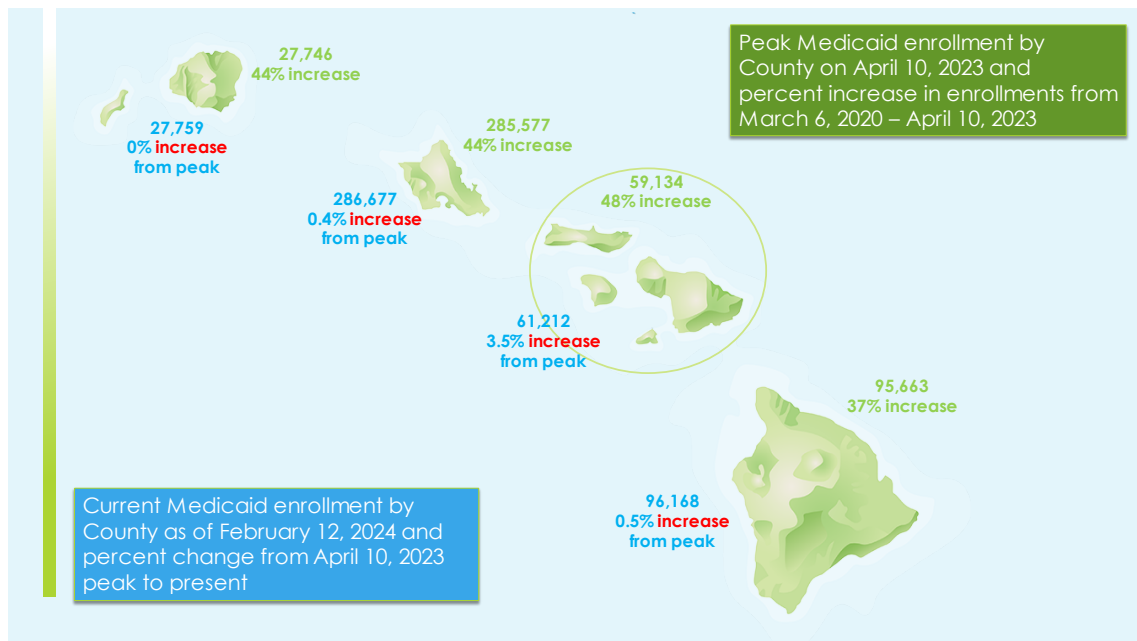 Peak Medicaid enrollment by
County on April 10, 2023 and
percent increase in enrollments from
March 6, 2020 – April 10, 2023
27,746
44% increase
27,759
0% increase
from peak
285,577
44% increase
286,677
0.4% increase
from peak
59,134
48% increase
61,212
3.5% increase
from peak
95,663
37% increase
96,168
0.5% increase
from peak
Current Medicaid enrollment by
County as of February 12, 2024 and
percent change from April 10, 2023
peak to present